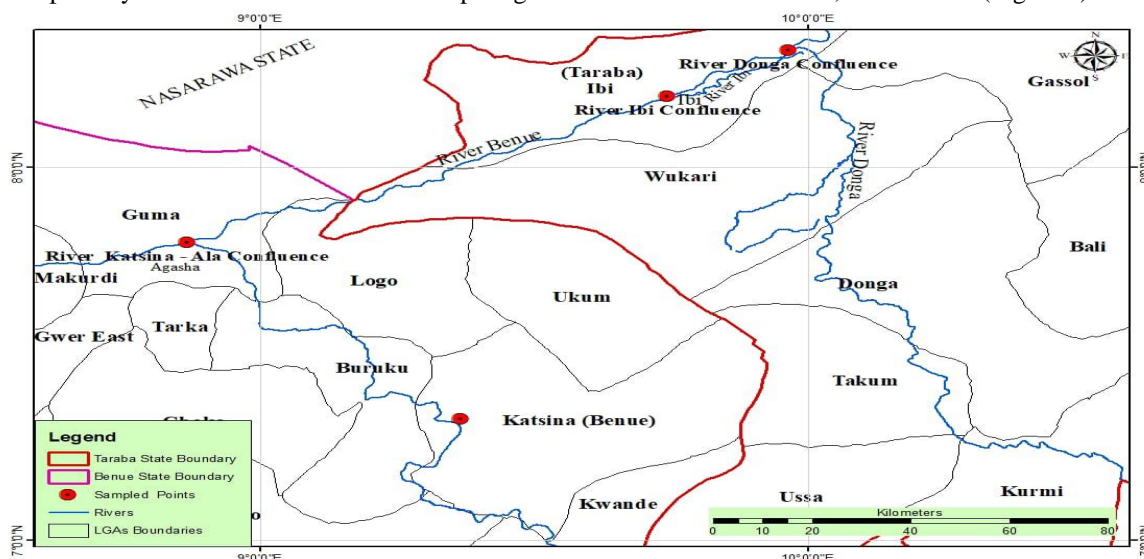 9°0'0"E
10°0'0"E
N
W
E
S
NASARAWA STATE
(Taraba)
Ibi
River Donga Confluence
Gassol
Ibi
River Ibi
River Ibi Confluence
River Benue
River Donga
8°0'0"N
Wukari
Guma
Bali
River Katsina - Ala Confluence
Agasha
Makurdi
Logo
Donga
Ukum
Tarka
Gwer East
Buruku
Takum
Katsina (Benue)
Legend
Taraba State Boundary
Benue State Boundary
Sampled Points
Rivers
LGAs Boundaries
Kwande
Ussa
Kurmi
Kilometers
0 10 20 40 60 80
7°0'0"N
9°0'0"E
10°0'0"E